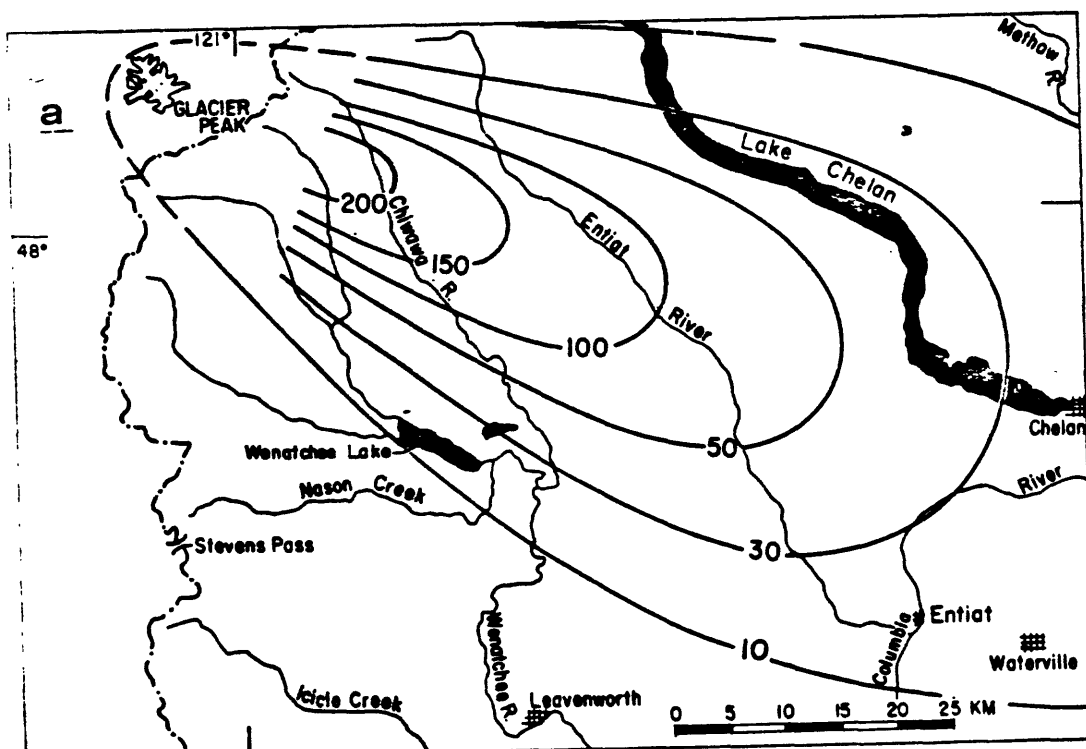 121°
Methow R.
a
GLACIER
PEAK
Lake Chelan
200
Chiwawa R.
Entiat River
48°
150
100
Chelan
50
Wenatchee Lake
River
Nason Creek
Stevens Pass
30
Columbia
Entiat
10
Waterville
Wenatchee R.
Icicle Creek
Leavenworth
0 5 10 15 20 25 KM